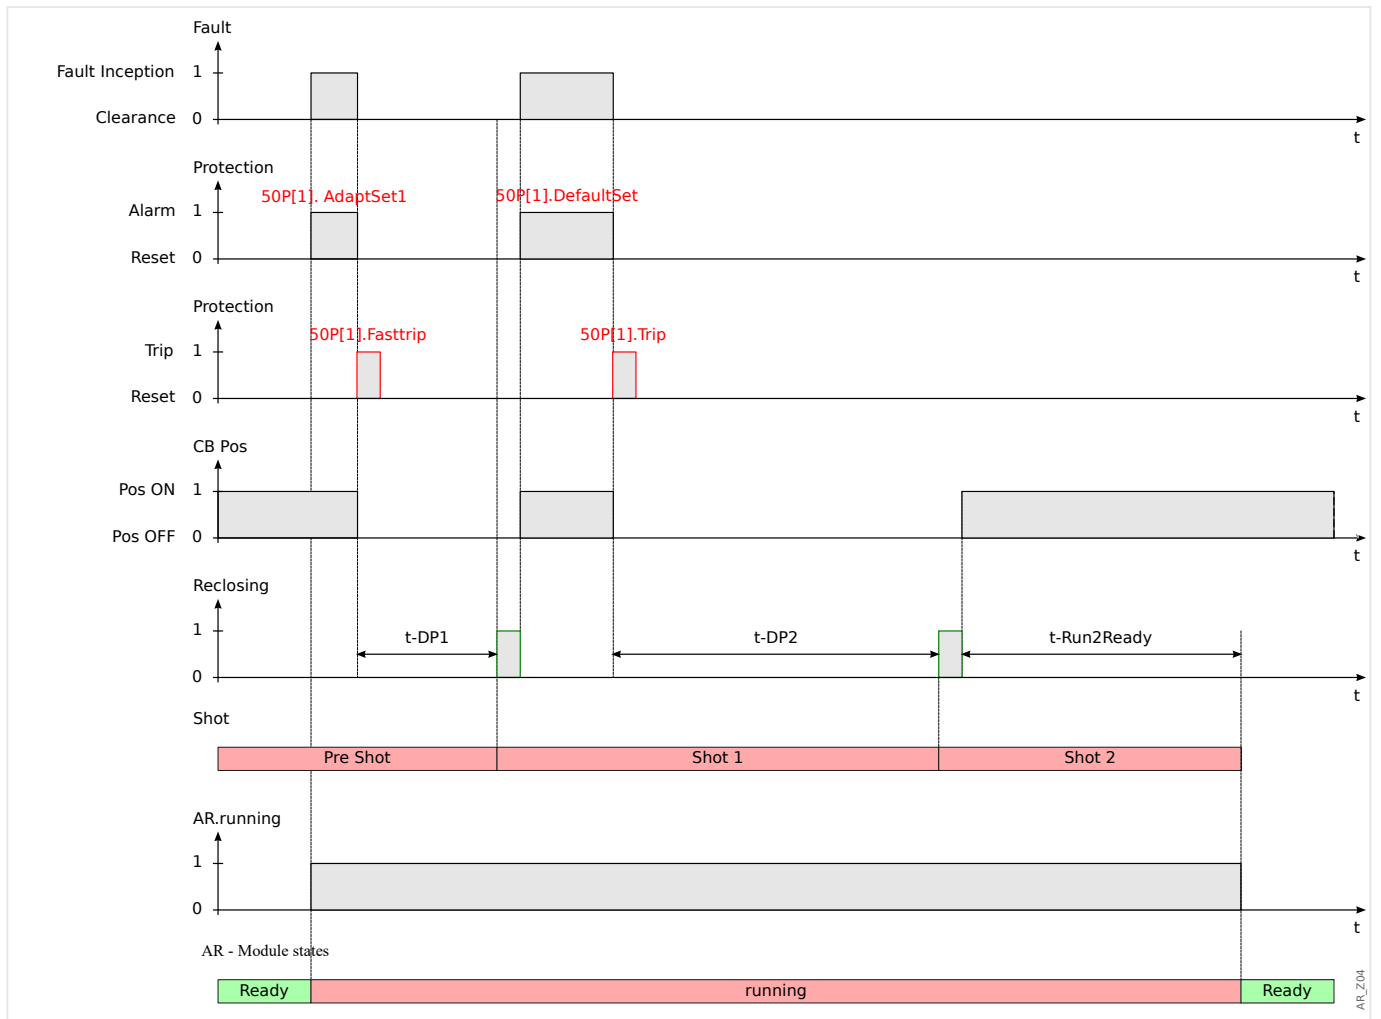 Fault
Fault Inception 1
Clearance 0
t
Protection
50P[1]. AdaptSet1 50P[1].DefaultSet
Alarm 1
Reset 0
t
Protection
50P[1].Fasttrip 50P[1].Trip
Trip 1
Reset 0
t
CB Pos
Pos ON 1
Pos OFF 0
t
Reclosing
1 t-DP1 t-DP2 t-Run2Ready
0
t
Shot
Pre Shot Shot 1 Shot 2
AR.running
1
0
t
AR - Module states
Ready running Ready
AR_Z04